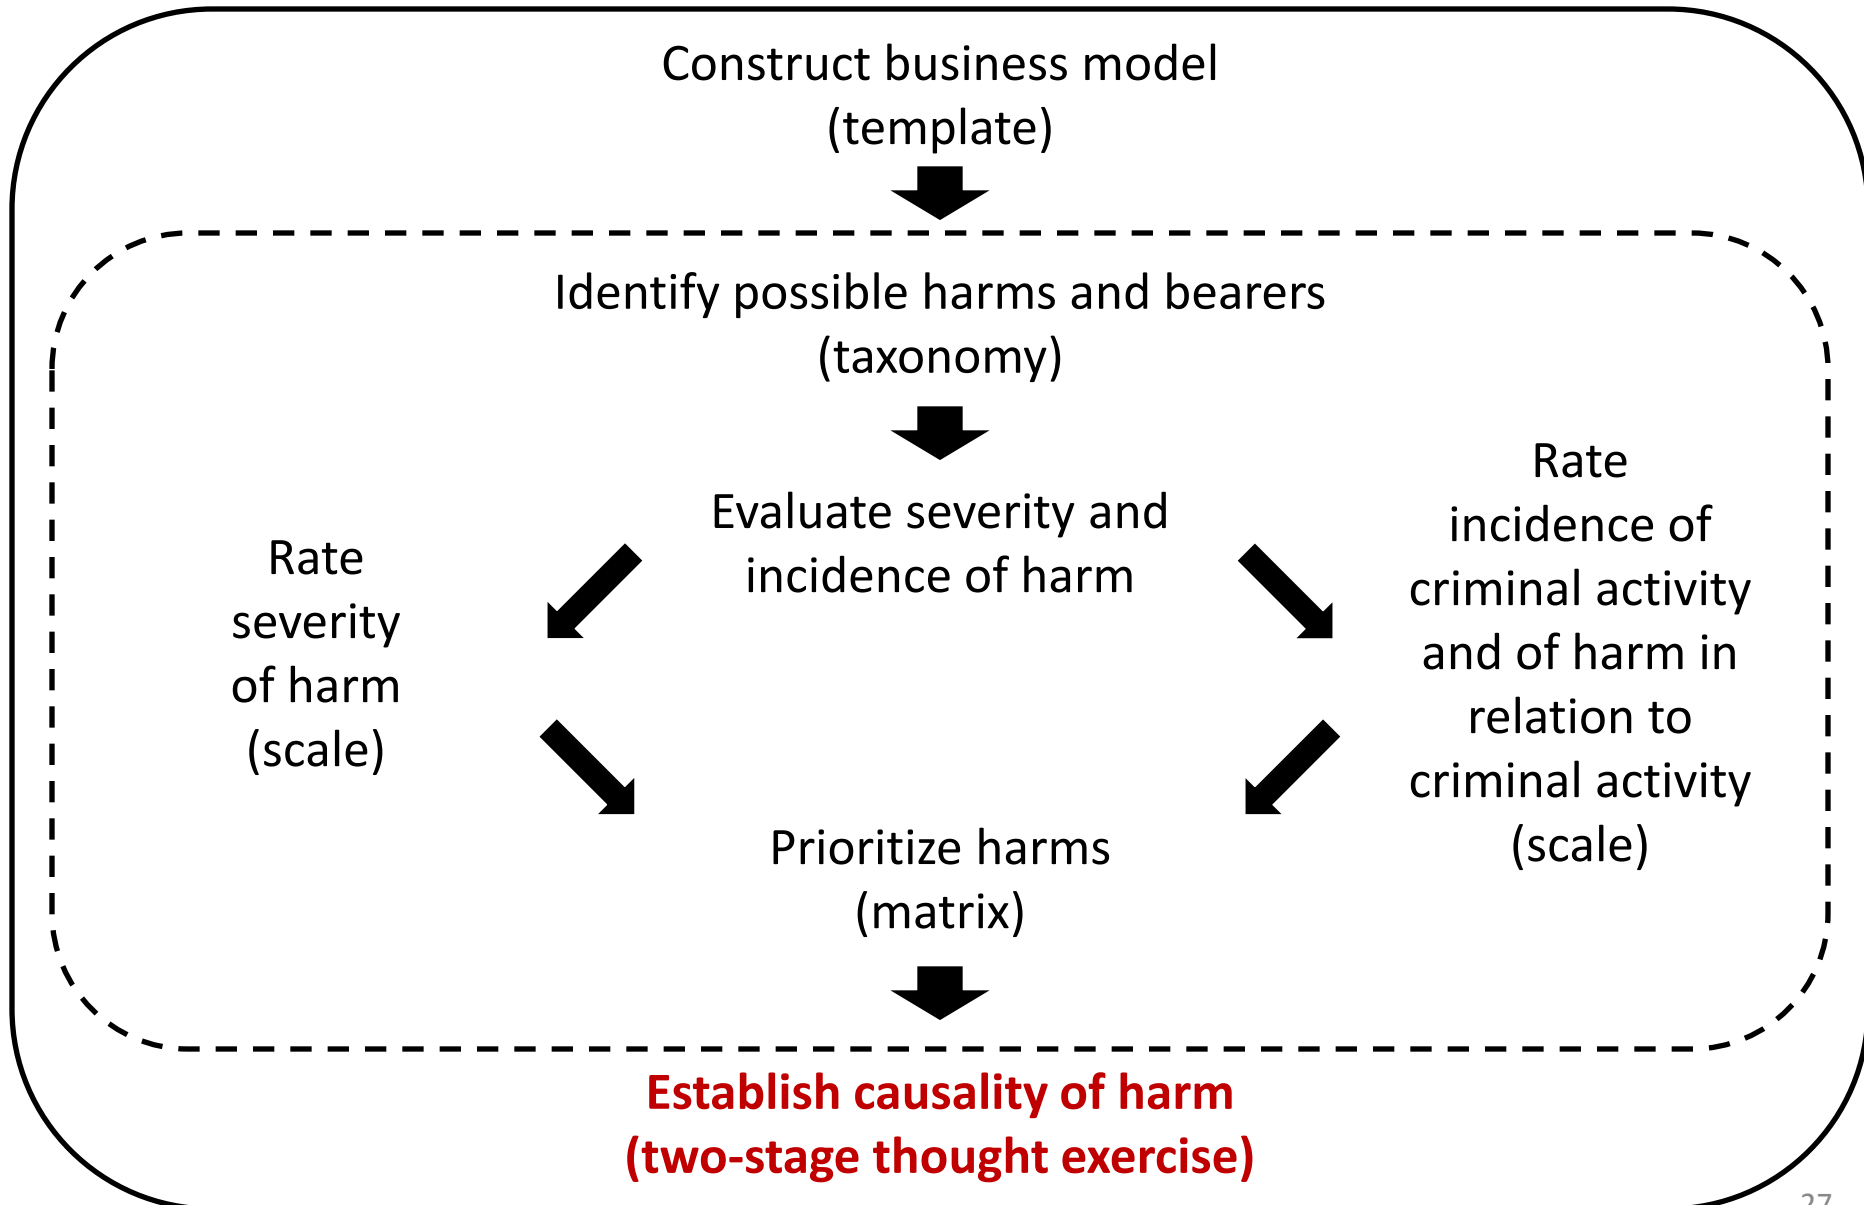 Construct business model
(template)
Identify possible harms and bearers
(taxonomy)
Evaluate severity and
incidence of harm
Rate
severity
of harm
(scale)
Rate
incidence of
criminal activity
and of harm in
relation to
criminal activity
(scale)
Prioritize harms
(matrix)
Establish causality of harm
(two-stage thought exercise)
27